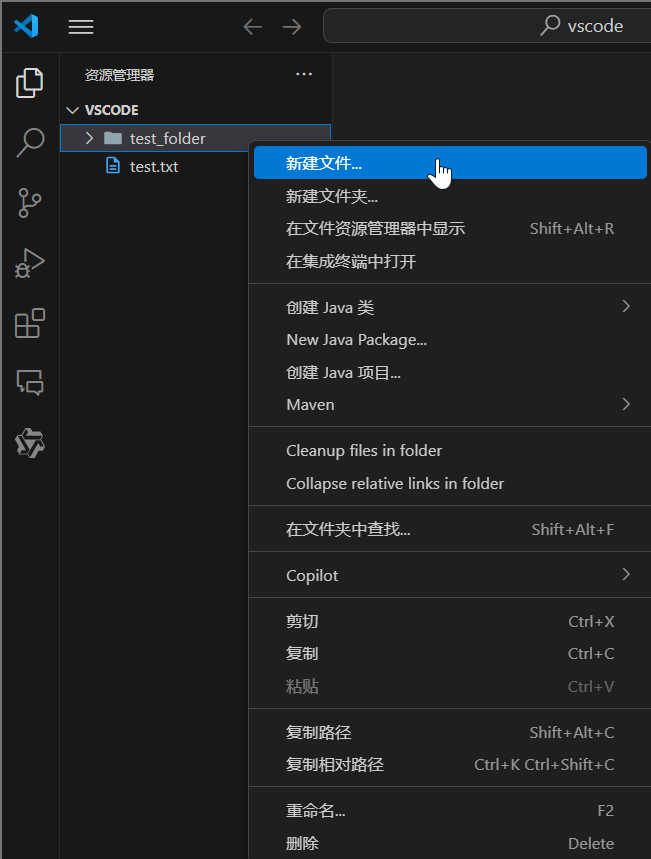 vscode
资源管理器
VSCODE
test_folder
test.txt
新建文件...
新建文件夹...
在文件资源管理器中显示 Shift+Alt+R
在集成终端中打开
创建 Java 类
New Java Package...
创建 Java 项目...
Maven
Cleanup files in folder
Collapse relative links in folder
在文件夹中查找... Shift+Alt+F
Copilot
剪切 Ctrl+X
复制 Ctrl+C
粘贴 Ctrl+V
复制路径 Shift+Alt+C
复制相对路径 Ctrl+K Ctrl+Shift+C
重命名... F2
删除 Delete